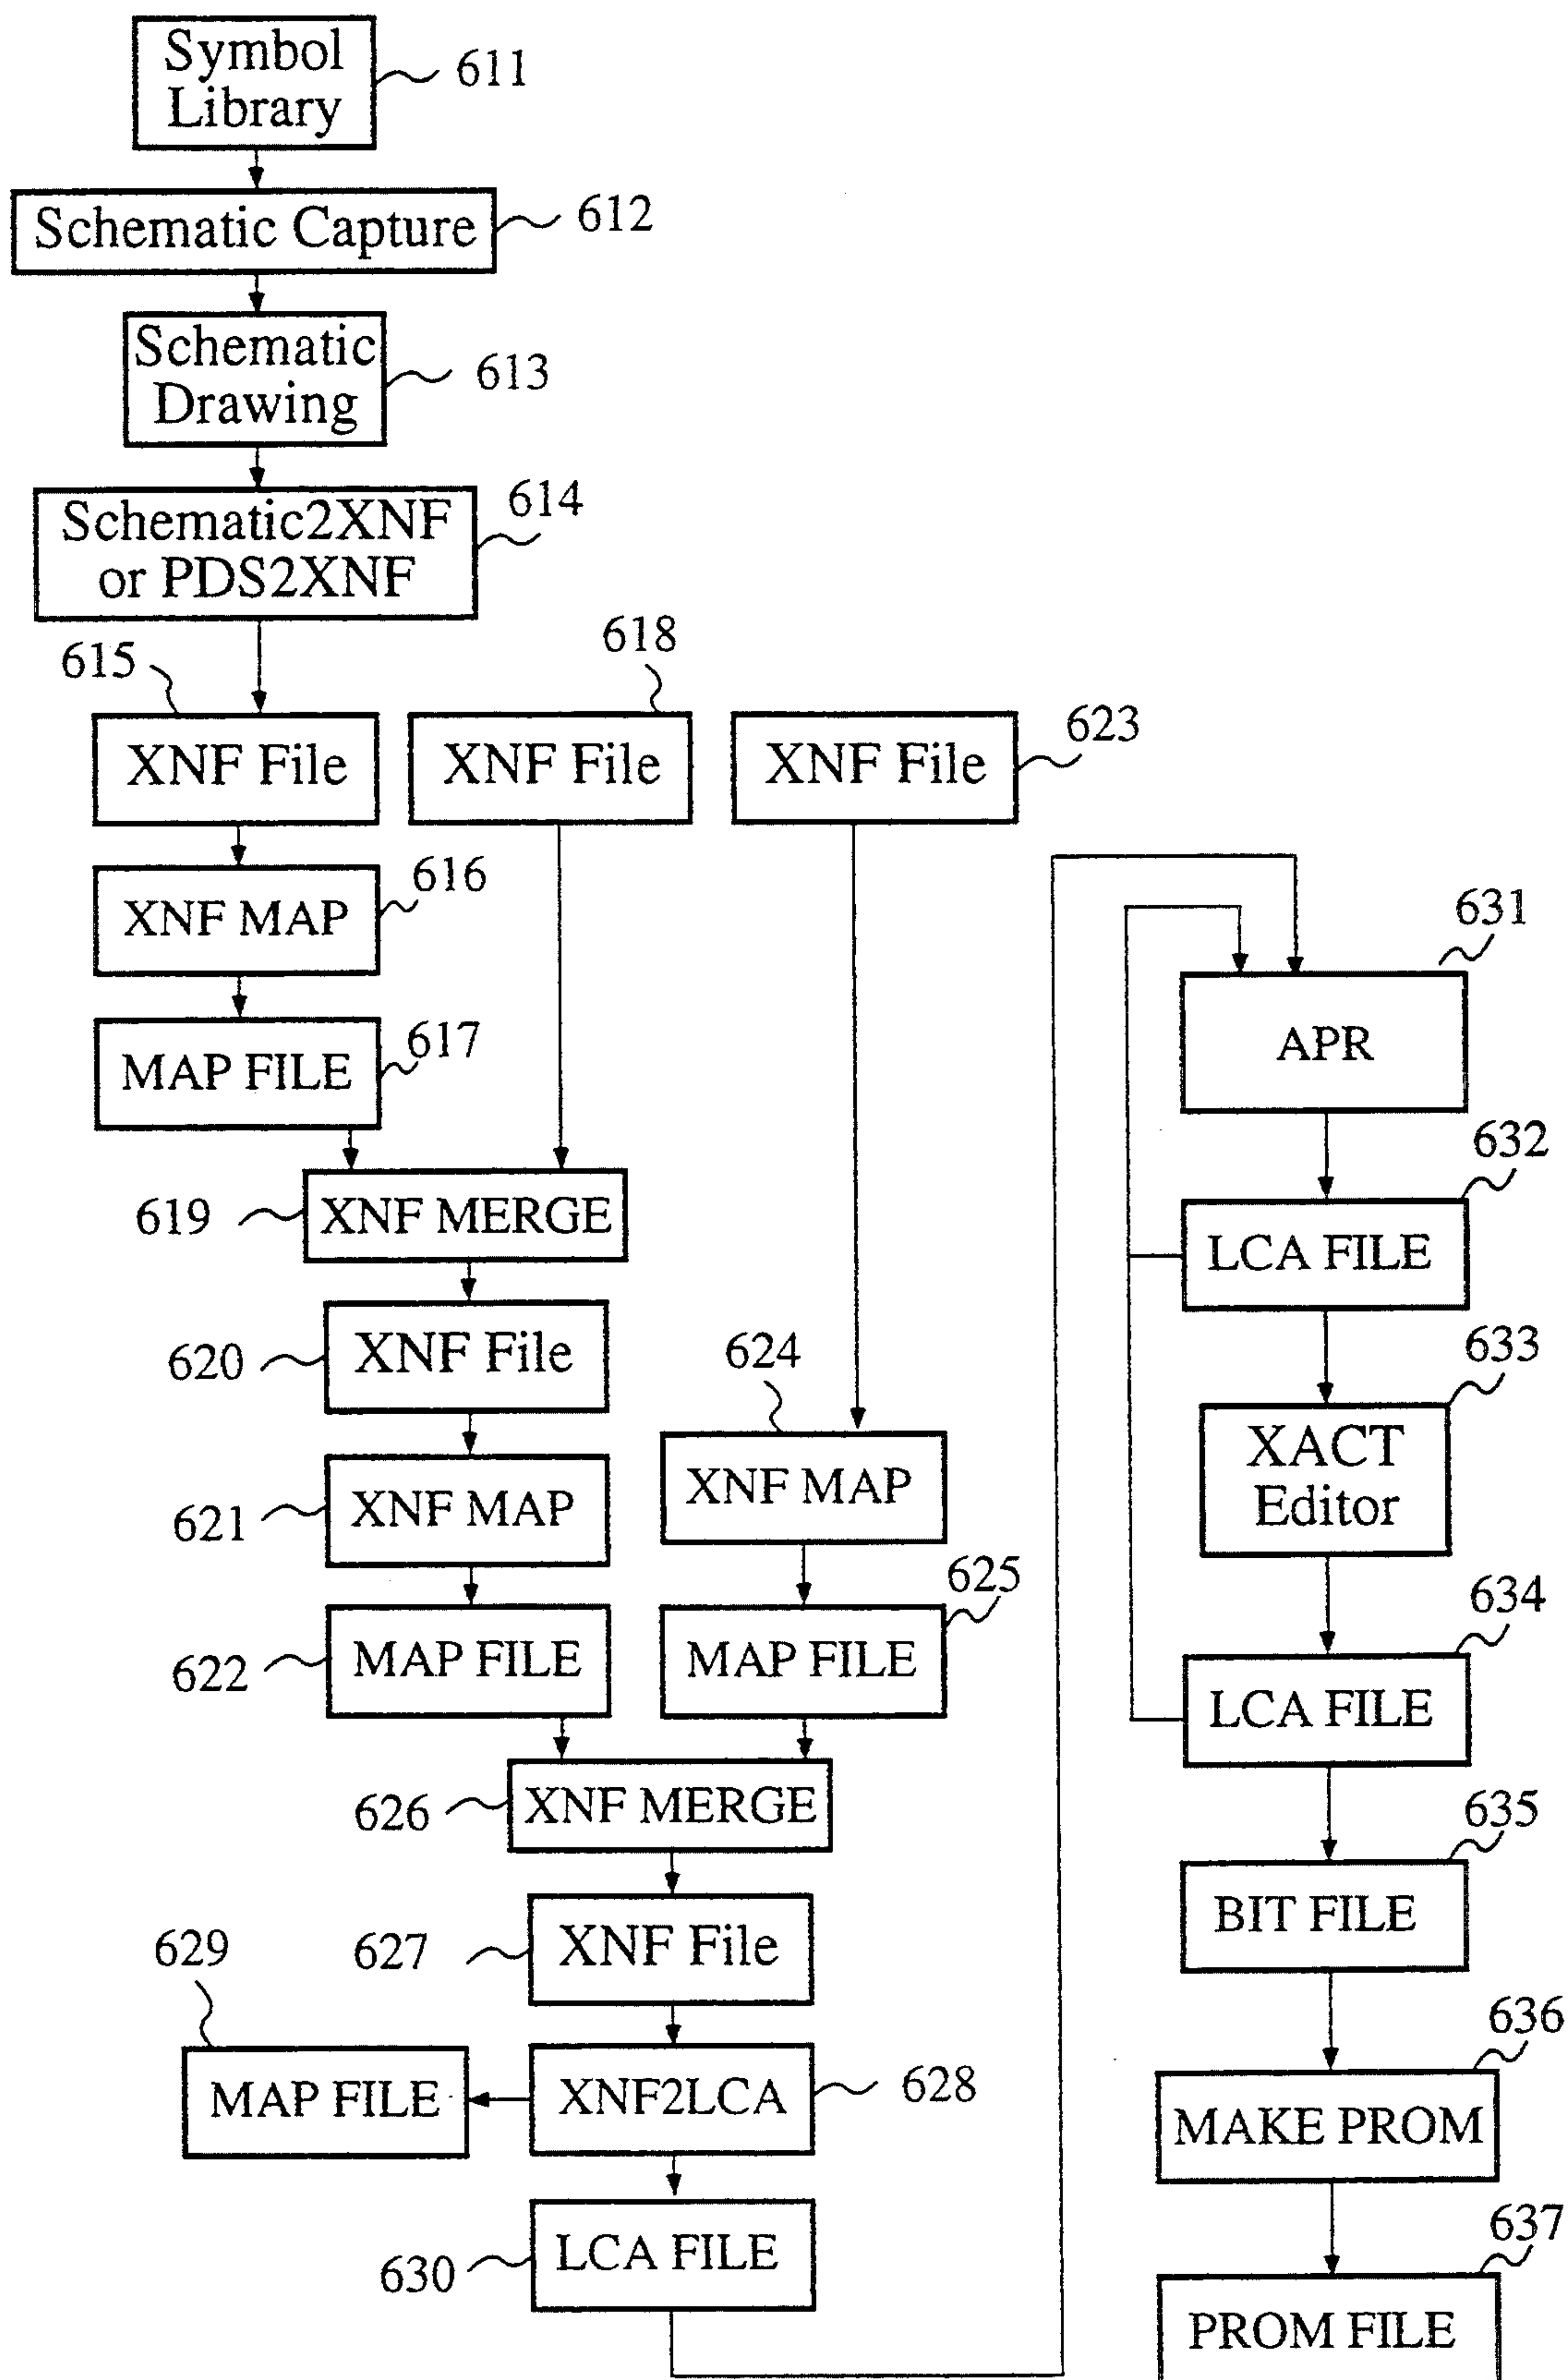 Symbol
Library
611
Schematic Capture
612
Schematic
Drawing
613
Schematic2XNF
or PDS2XNF
614
615
618
623
XNF File
XNF File
XNF File
XNF MAP
616
MAP FILE
617
619
XNF MERGE
620
XNF File
621
XNF MAP
624
XNF MAP
622
MAP FILE
625
MAP FILE
626
XNF MERGE
627
XNF File
629
MAP FILE
XNF2LCA
628
630
LCA FILE
631
APR
632
LCA FILE
633
XACT
Editor
634
LCA FILE
635
BIT FILE
636
MAKE PROM
637
PROM FILE